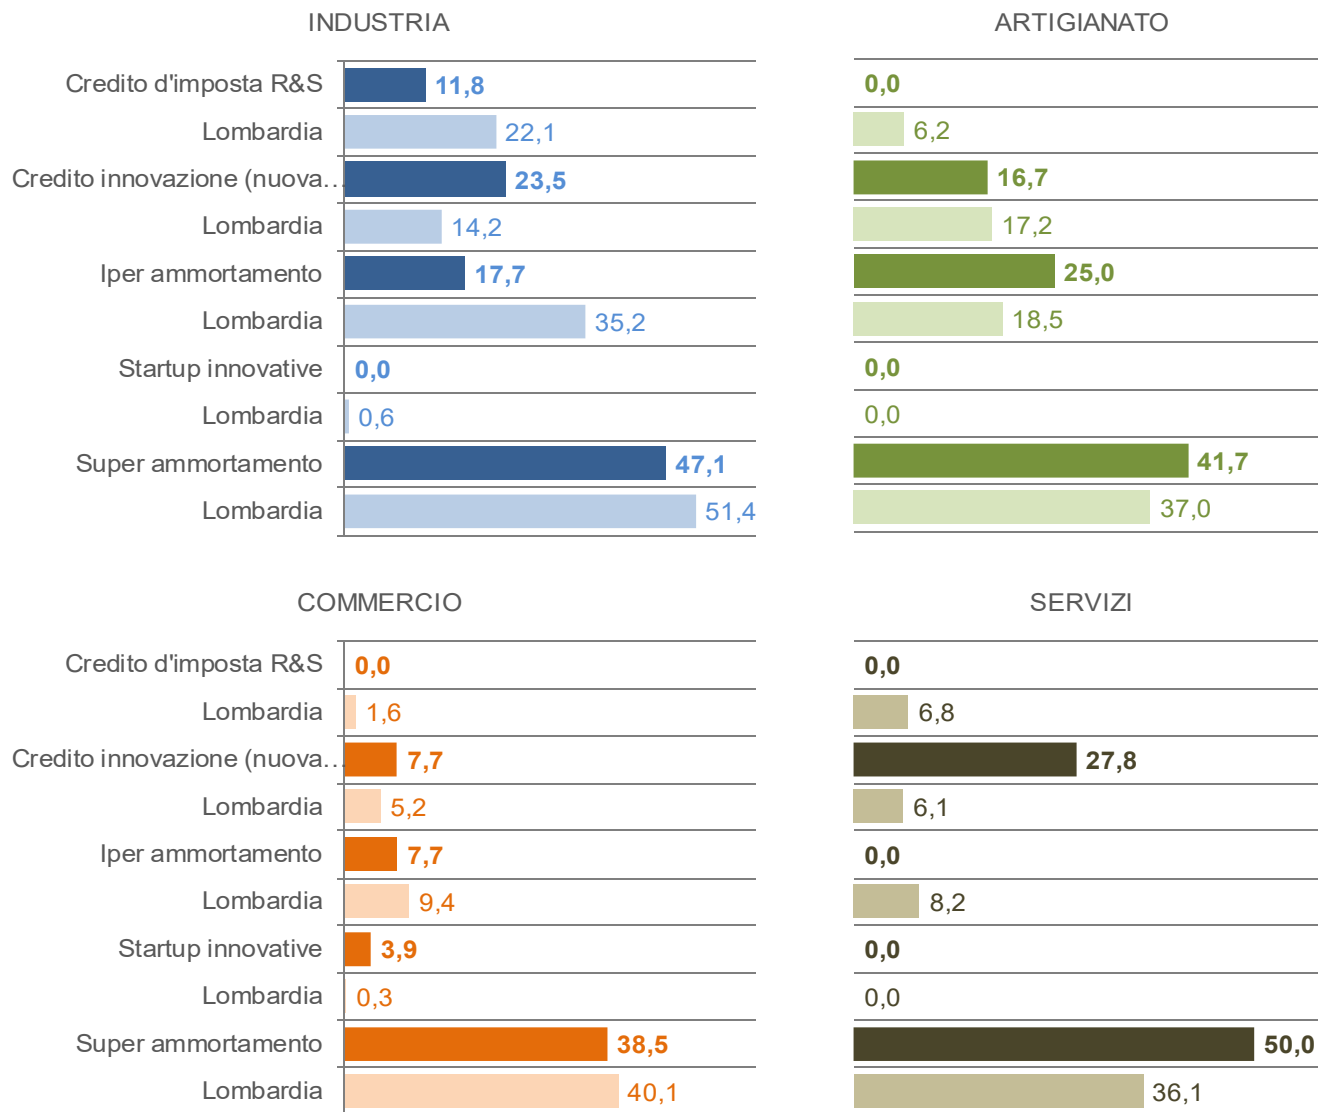 INDUSTRIA
Credito d'imposta R&S 11,8
Lombardia 22,1
Credito innovazione (nuova… 23,5
Lombardia 14,2
Iper ammortamento 17,7
Lombardia 35,2
Startup innovative 0,0
Lombardia 0,6
Super ammortamento 47,1
Lombardia 51,4
ARTIGIANATO
0,0
6,2
16,7
17,2
25,0
18,5
0,0
0,0
41,7
37,0
COMMERCIO
Credito d'imposta R&S 0,0
Lombardia 1,6
Credito innovazione (nuova… 7,7
Lombardia 5,2
Iper ammortamento 7,7
Lombardia 9,4
Startup innovative 3,9
Lombardia 0,3
Super ammortamento 38,5
Lombardia 40,1
SERVIZI
0,0
6,8
27,8
6,1
0,0
8,2
0,0
0,0
50,0
36,1